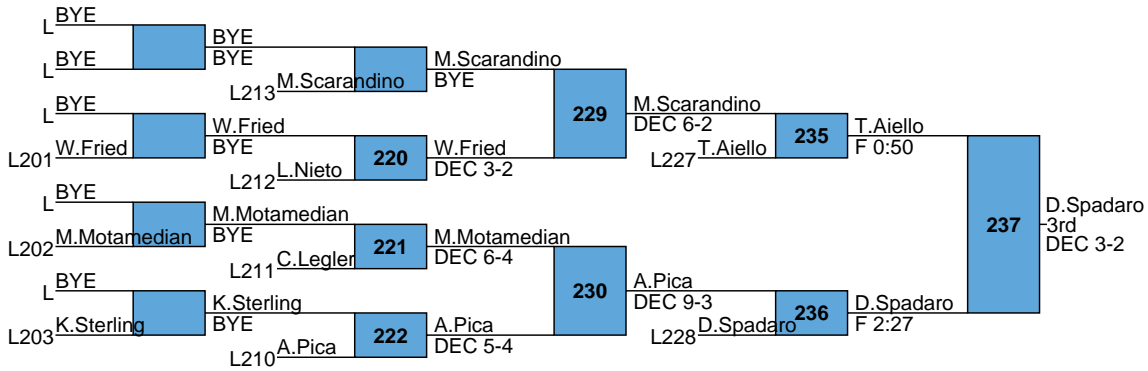 L BYE
L BYE
BYE
BYE
L213 M.Scarandino
M.Scarandino
BYE
L BYE
L201 W.Fried
W.Fried
BYE
L212 L.Nieto
220
W.Fried
DEC 3-2
229
M.Scarandino
DEC 6-2
L227 T.Aiello
235
T.Aiello
F 0:50
L BYE
L202 M.Motamedian
M.Motamedian
BYE
L211 C.Legler
221
M.Motamedian
DEC 6-4
L BYE
L203 K.Sterling
K.Sterling
BYE
L210 A.Pica
222
A.Pica
DEC 5-4
230
A.Pica
DEC 9-3
L228 D.Spadaro
236
D.Spadaro
F 2:27
237
D.Spadaro
3rd
DEC 3-2